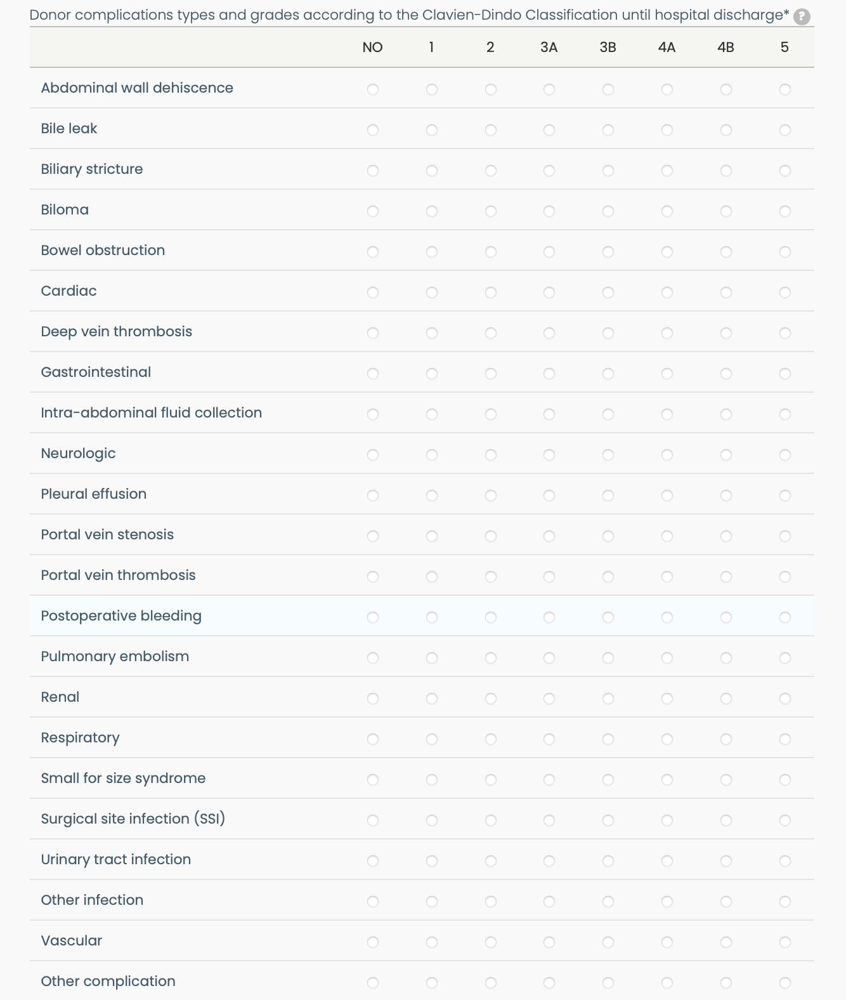 Donor complications types and grades according to the Clavien-Dindo Classification until hospital discharge* ?
NO 1 2 3A 3B 4A 4B 5
Abdominal wall dehiscence
Bile leak
Biliary stricture
Biloma
Bowel obstruction
Cardiac
Deep vein thrombosis
Gastrointestinal
Intra-abdominal fluid collection
Neurologic
Pleural effusion
Portal vein stenosis
Portal vein thrombosis
Postoperative bleeding
Pulmonary embolism
Renal
Respiratory
Small for size syndrome
Surgical site infection (SSI)
Urinary tract infection
Other infection
Vascular
Other complication